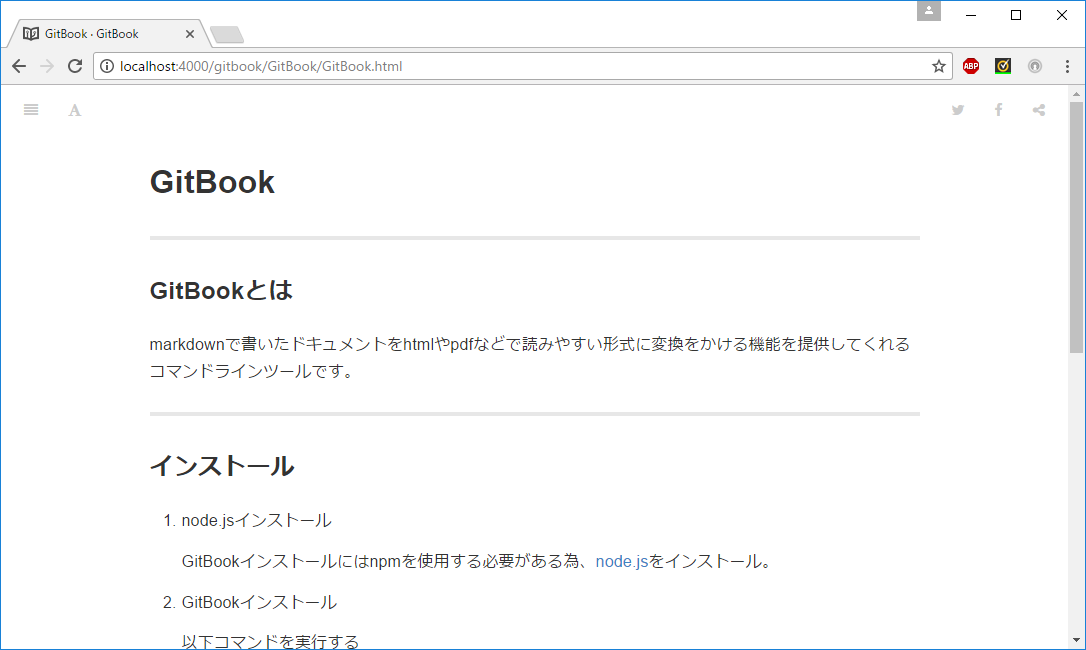 GitBook · GitBook
localhost:4000/gitbook/GitBook/GitBook.html
ABP
A
GitBook
GitBookとは
markdownで書いたドキュメントをhtmlやpdfなどで読みやすい形式に変換をかける機能を提供してくれる
コマンドラインツールです。
インストール
1. node.jsインストール
GitBookインストールにはnpmを使用する必要がある為、node.jsをインストール。
2. GitBookインストール
以下コマンドを実行する